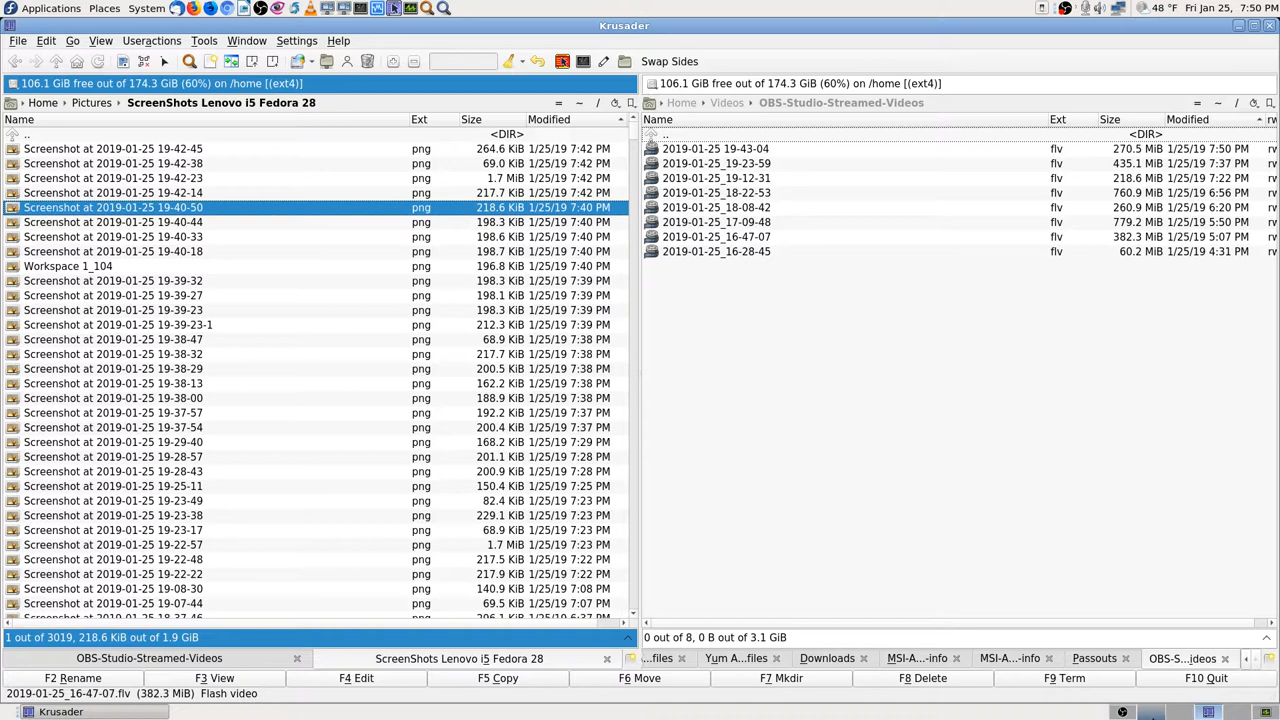 Applications Places System 48 °F Fri Jan 25, 7:50 PM
Krusader
File Edit Go View Useractions Tools Window Settings Help
Swap Sides
106.1 GiB free out of 174.3 GiB (60%) on /home [(ext4)] 106.1 GiB free out of 174.3 GiB (60%) on /home [(ext4)]
Home Pictures ScreenShots Lenovo i5 Fedora 28 = ~ / Home Videos OBS-Studio-Streamed-Videos = ~ /
Name Ext Size Modified Name Ext Size Modified rw
.. <DIR> .. <DIR>
Screenshot at 2019-01-25 19-42-45 png 264.6 KiB 1/25/19 7:42 PM 2019-01-25 19-43-04 flv 270.5 MiB 1/25/19 7:50 PM rw
Screenshot at 2019-01-25 19-42-38 png 69.0 KiB 1/25/19 7:42 PM 2019-01-25_19-23-59 flv 435.1 MiB 1/25/19 7:37 PM rw
Screenshot at 2019-01-25 19-42-23 png 1.7 MiB 1/25/19 7:42 PM 2019-01-25_19-12-31 flv 218.6 MiB 1/25/19 7:22 PM rw
Screenshot at 2019-01-25 19-42-14 png 217.7 KiB 1/25/19 7:42 PM 2019-01-25_18-22-53 flv 760.9 MiB 1/25/19 6:56 PM rw
Screenshot at 2019-01-25 19-40-50 png 218.6 KiB 1/25/19 7:40 PM 2019-01-25_18-08-42 flv 260.9 MiB 1/25/19 6:20 PM rw
Screenshot at 2019-01-25 19-40-44 png 198.3 KiB 1/25/19 7:40 PM 2019-01-25_17-09-48 flv 779.2 MiB 1/25/19 5:50 PM rw
Screenshot at 2019-01-25 19-40-33 png 198.6 KiB 1/25/19 7:40 PM 2019-01-25_16-47-07 flv 382.3 MiB 1/25/19 5:07 PM rw
Screenshot at 2019-01-25 19-40-18 png 198.7 KiB 1/25/19 7:40 PM 2019-01-25_16-28-45 flv 60.2 MiB 1/25/19 4:31 PM rw
Workspace 1_104 png 196.8 KiB 1/25/19 7:40 PM
Screenshot at 2019-01-25 19-39-32 png 198.3 KiB 1/25/19 7:39 PM
Screenshot at 2019-01-25 19-39-27 png 198.1 KiB 1/25/19 7:39 PM
Screenshot at 2019-01-25 19-39-23 png 198.3 KiB 1/25/19 7:39 PM
Screenshot at 2019-01-25 19-39-23-1 png 212.3 KiB 1/25/19 7:39 PM
Screenshot at 2019-01-25 19-38-47 png 68.9 KiB 1/25/19 7:38 PM
Screenshot at 2019-01-25 19-38-32 png 217.7 KiB 1/25/19 7:38 PM
Screenshot at 2019-01-25 19-38-29 png 200.5 KiB 1/25/19 7:38 PM
Screenshot at 2019-01-25 19-38-13 png 162.2 KiB 1/25/19 7:38 PM
Screenshot at 2019-01-25 19-38-00 png 188.9 KiB 1/25/19 7:38 PM
Screenshot at 2019-01-25 19-37-57 png 192.2 KiB 1/25/19 7:37 PM
Screenshot at 2019-01-25 19-37-54 png 200.4 KiB 1/25/19 7:37 PM
Screenshot at 2019-01-25 19-29-40 png 168.2 KiB 1/25/19 7:29 PM
Screenshot at 2019-01-25 19-28-57 png 201.1 KiB 1/25/19 7:28 PM
Screenshot at 2019-01-25 19-28-43 png 200.9 KiB 1/25/19 7:28 PM
Screenshot at 2019-01-25 19-25-11 png 150.4 KiB 1/25/19 7:25 PM
Screenshot at 2019-01-25 19-23-49 png 82.4 KiB 1/25/19 7:23 PM
Screenshot at 2019-01-25 19-23-38 png 229.1 KiB 1/25/19 7:23 PM
Screenshot at 2019-01-25 19-23-17 png 68.9 KiB 1/25/19 7:23 PM
Screenshot at 2019-01-25 19-22-57 png 1.7 MiB 1/25/19 7:23 PM
Screenshot at 2019-01-25 19-22-48 png 217.5 KiB 1/25/19 7:22 PM
Screenshot at 2019-01-25 19-22-22 png 217.9 KiB 1/25/19 7:22 PM
Screenshot at 2019-01-25 19-08-30 png 140.9 KiB 1/25/19 7:08 PM
Screenshot at 2019-01-25 19-07-44 png 69.5 KiB 1/25/19 7:07 PM
Screenshot at 2019-01-25 18-37-46 png 296.1 KiB 1/25/19 6:37 PM
1 out of 3019, 218.6 KiB out of 1.9 GiB 0 out of 8, 0 B out of 3.1 GiB
OBS-Studio-Streamed-Videos ScreenShots Lenovo i5 Fedora 28 ...files Yum A...files Downloads MSI-A...-info MSI-A...-info Passouts OBS-S...ideos
F2 Rename F3 View F4 Edit F5 Copy F6 Move F7 Mkdir F8 Delete F9 Term F10 Quit
2019-01-25_16-47-07.flv (382.3 MiB) Flash video
Krusader